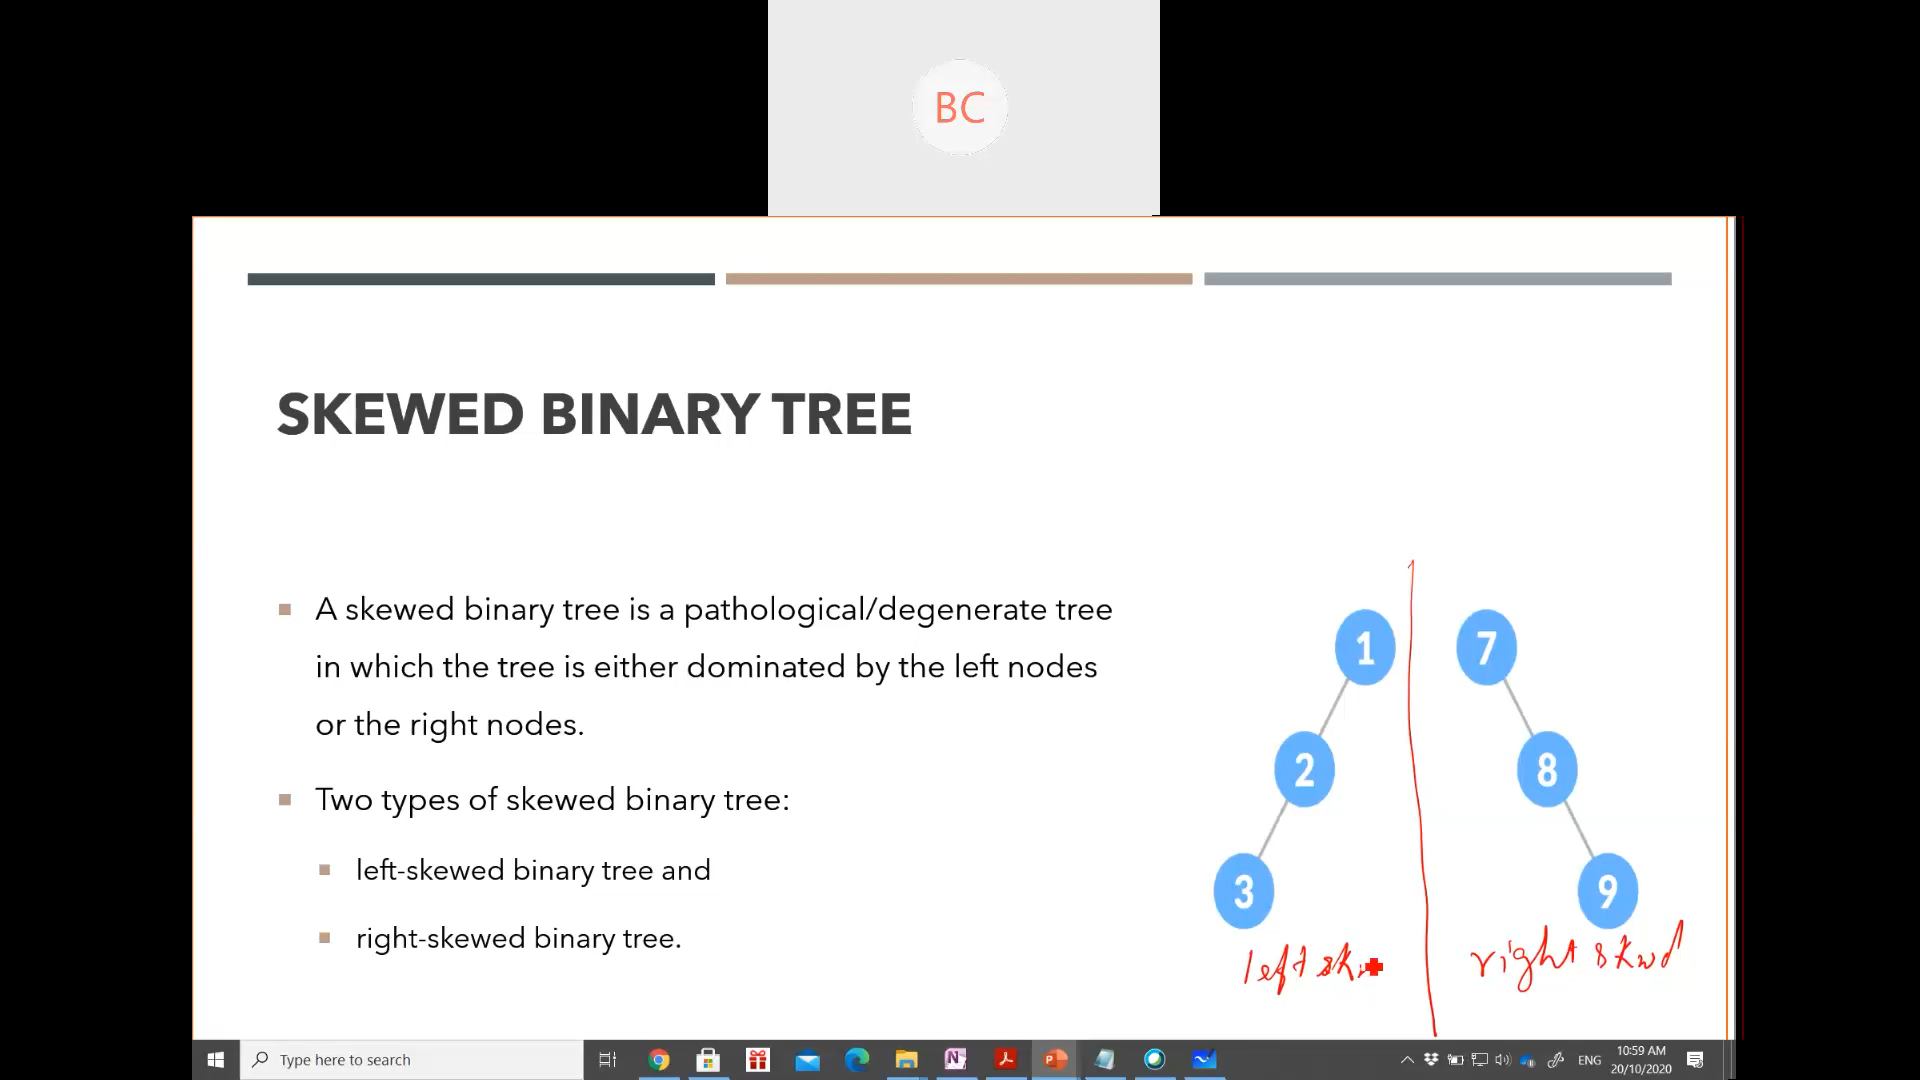 BC
SKEWED BINARY TREE
A skewed binary tree is a pathological/degenerate tree
in which the tree is either dominated by the left nodes
or the right nodes.
Two types of skewed binary tree:
left-skewed binary tree and
right-skewed binary tree.
1
7
2
8
3
9
left sk
right skwd
Type here to search
ENG
10:59 AM
20/10/2020